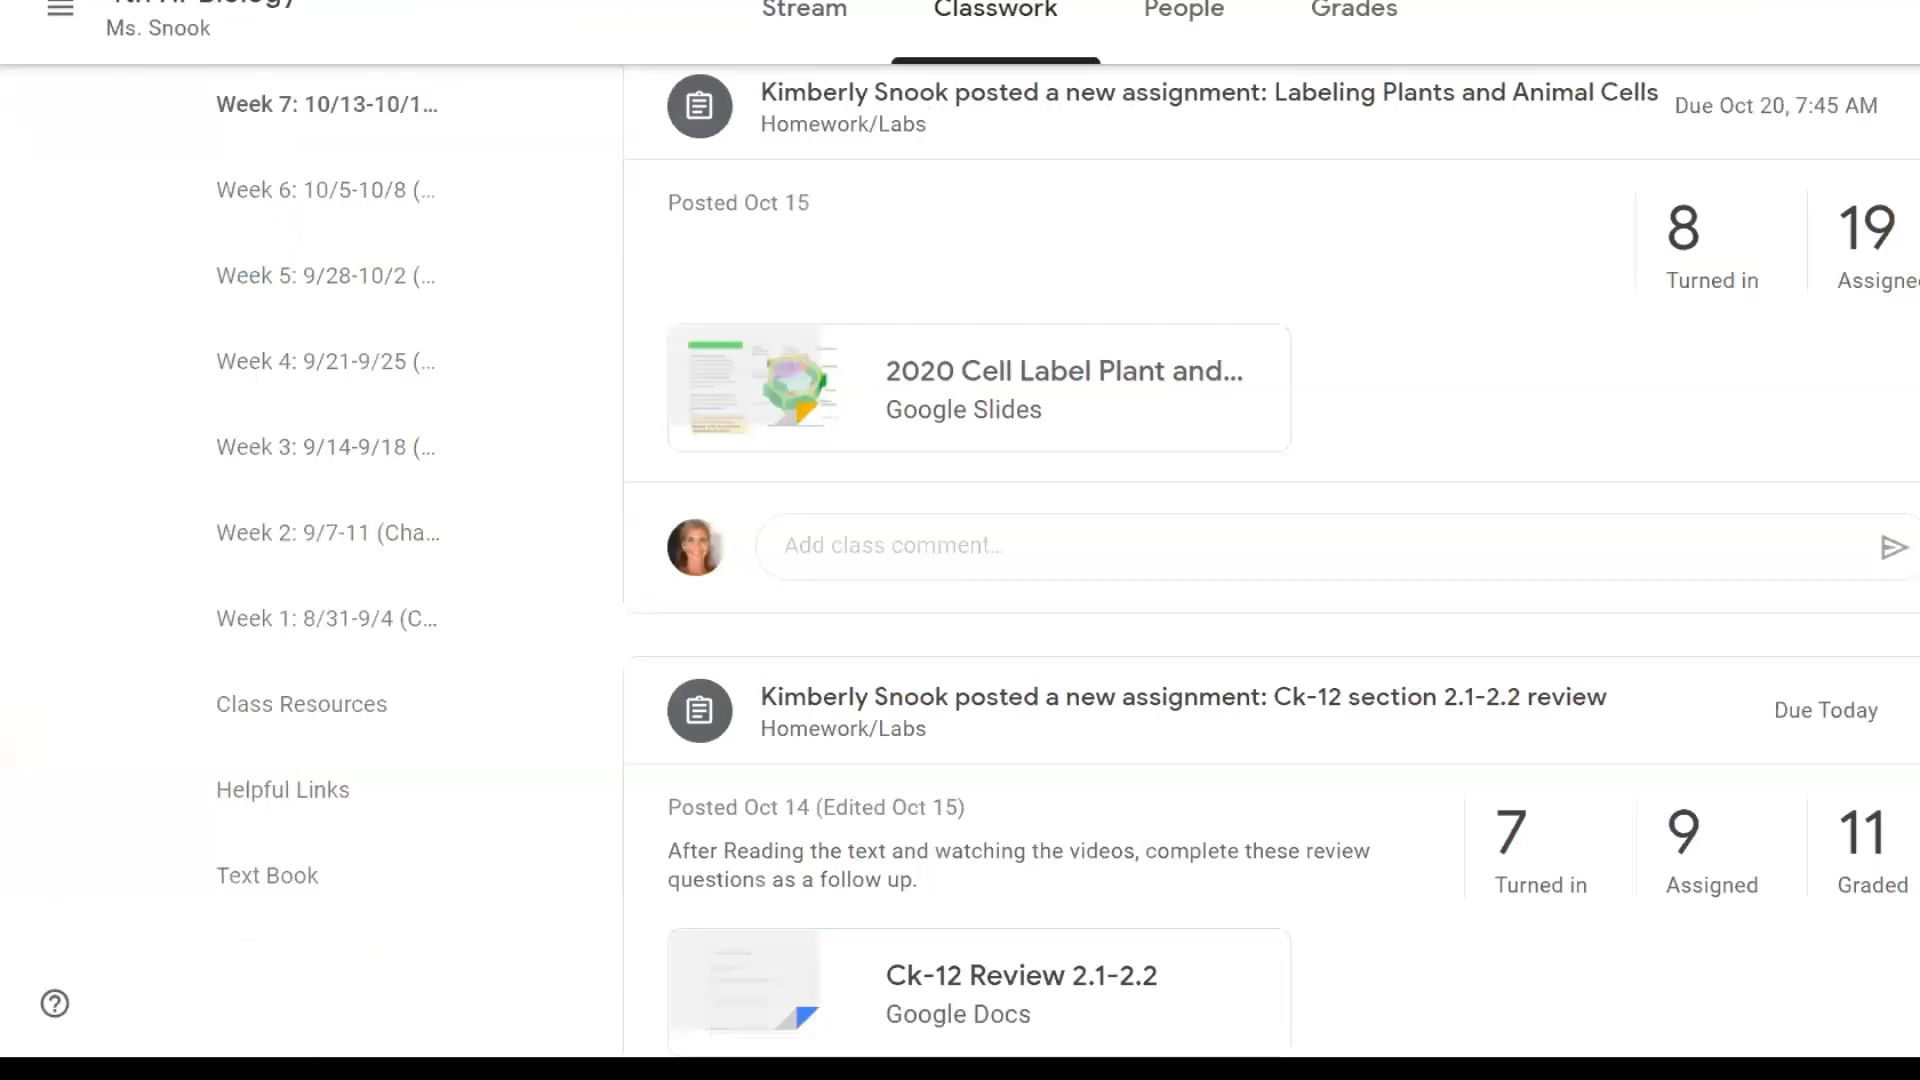 Ms. Snook
Stream
Classwork
People
Grades
Week 7: 10/13-10/1...
Week 6: 10/5-10/8 (...
Week 5: 9/28-10/2 (...
Week 4: 9/21-9/25 (...
Week 3: 9/14-9/18 (...
Week 2: 9/7-11 (Cha...
Week 1: 8/31-9/4 (C...
Class Resources
Helpful Links
Text Book
Kimberly Snook posted a new assignment: Labeling Plants and Animal Cells
Due Oct 20, 7:45 AM
Homework/Labs
Posted Oct 15
8
Turned in
19
Assigned
2020 Cell Label Plant and...
Google Slides
Add class comment...
Kimberly Snook posted a new assignment: Ck-12 section 2.1-2.2 review
Due Today
Homework/Labs
Posted Oct 14 (Edited Oct 15)
After Reading the text and watching the videos, complete these review
questions as a follow up.
7
Turned in
9
Assigned
11
Graded
Ck-12 Review 2.1-2.2
Google Docs